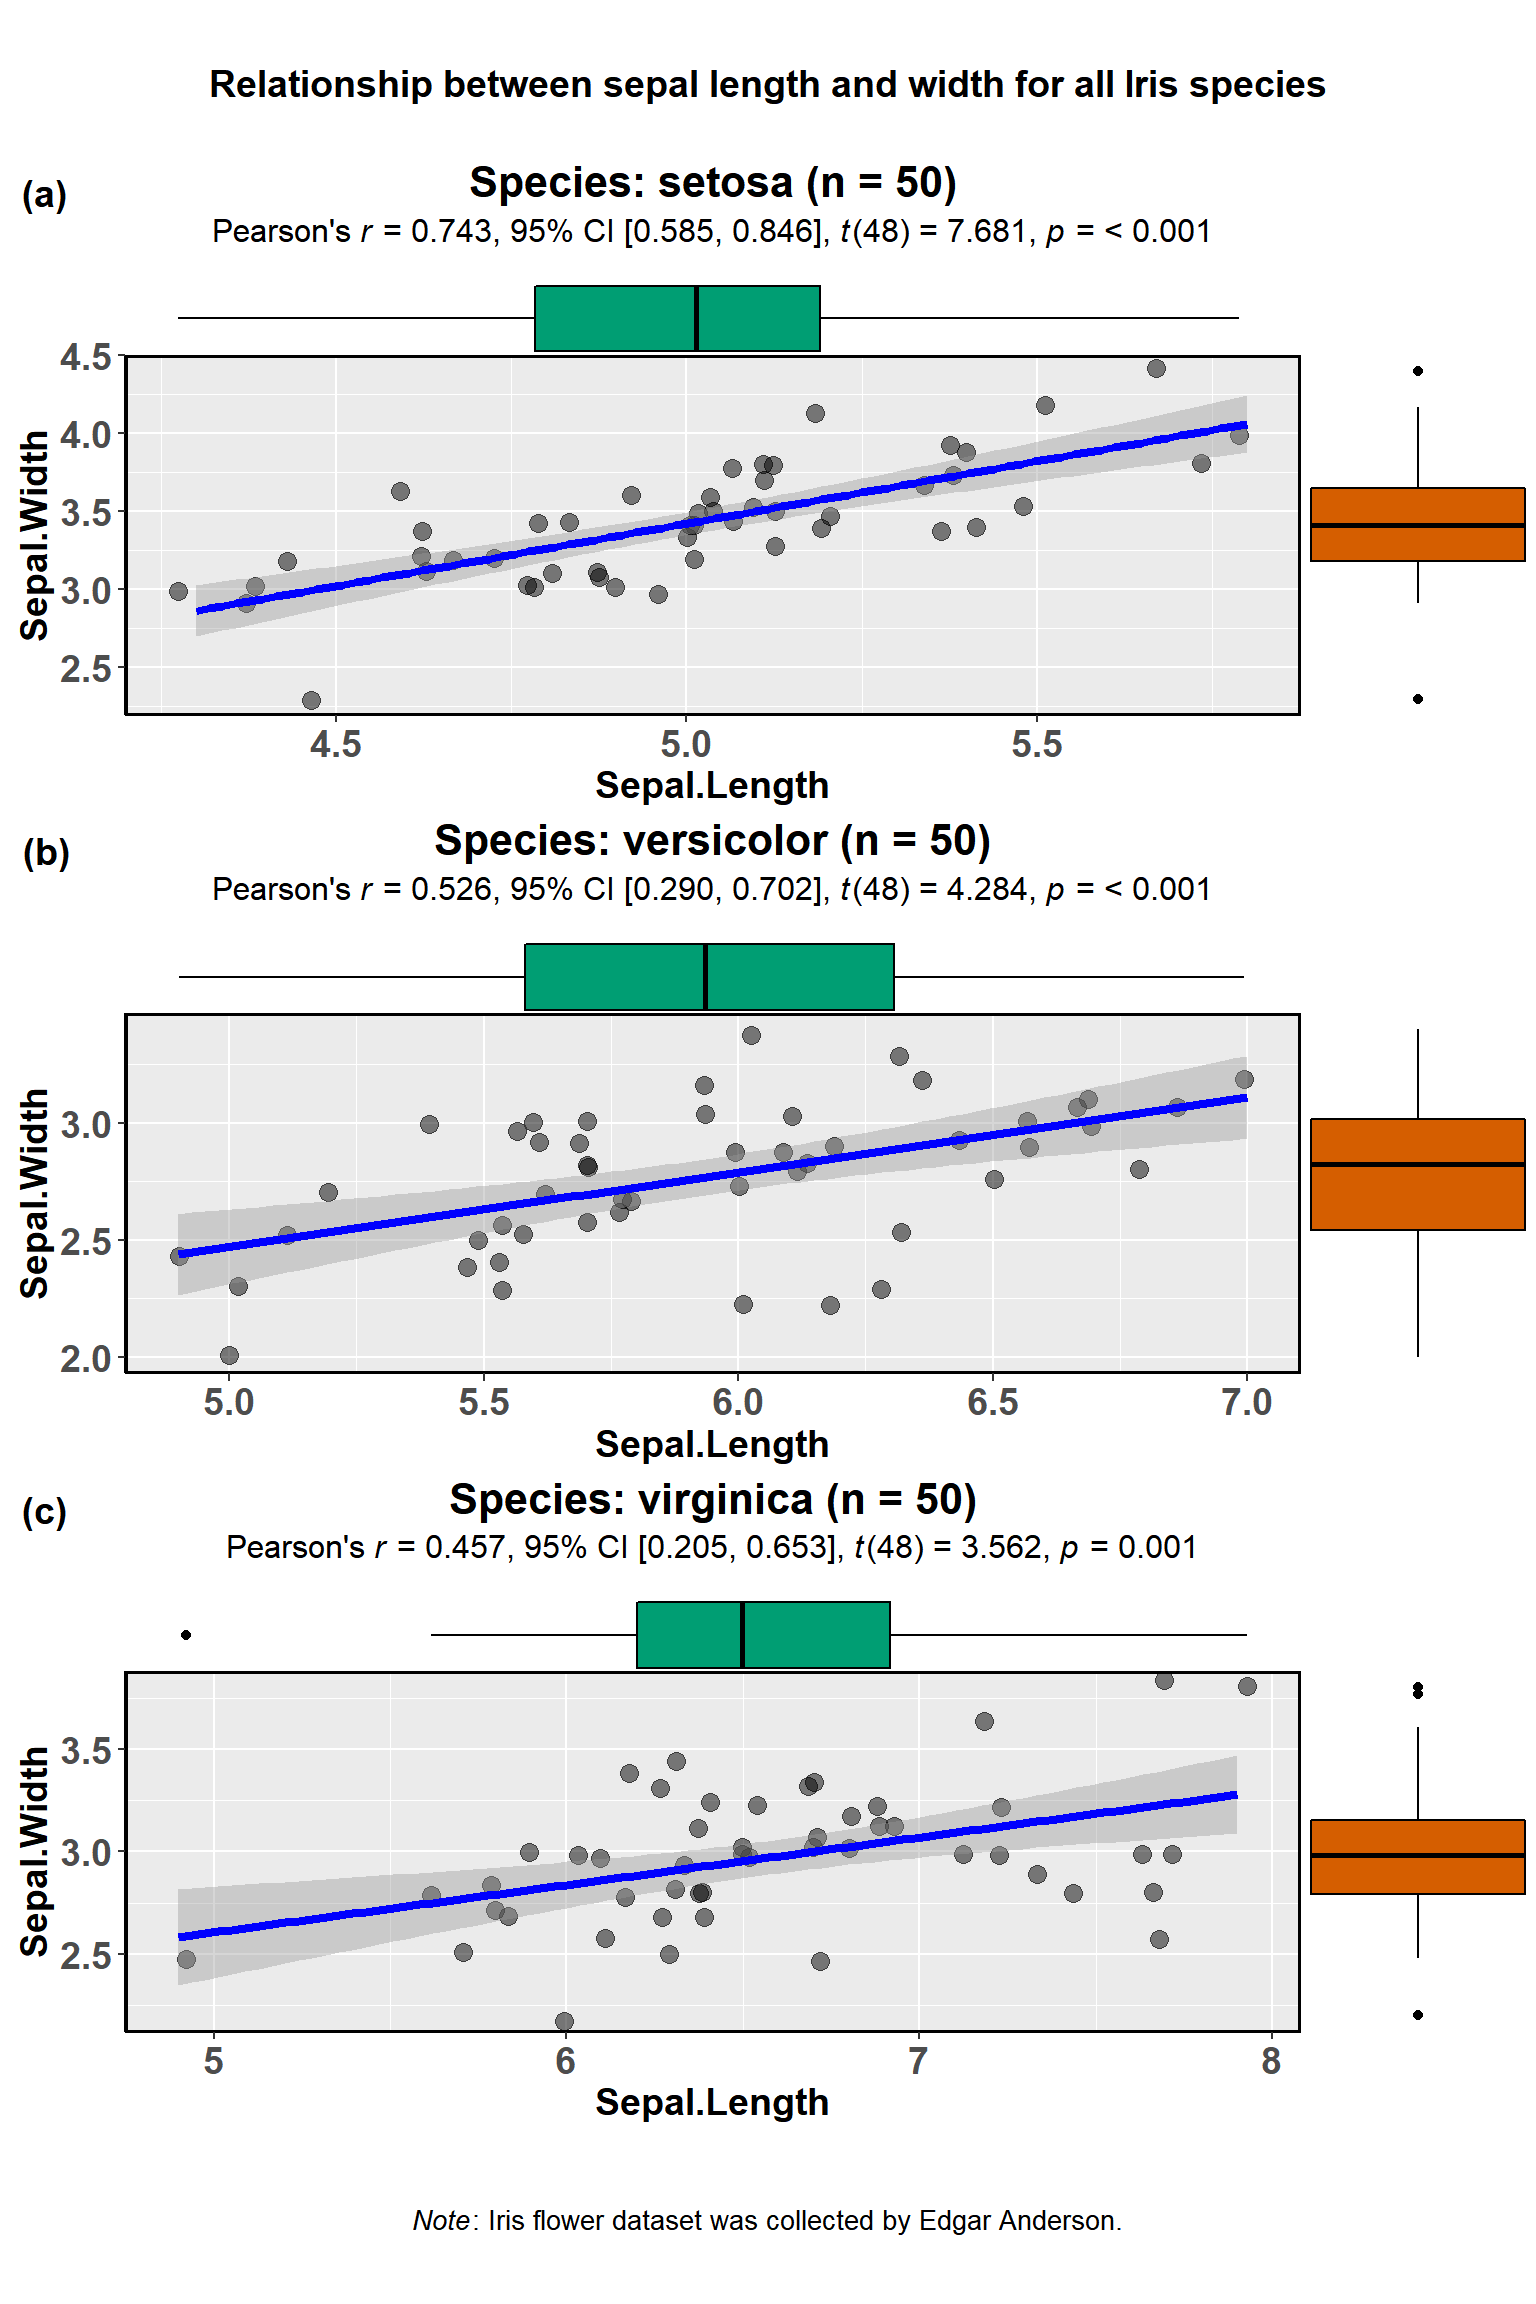 Relationship between sepal length and width for all Iris species
(a)
Species: setosa (n = 50)
Pearson's r = 0.743, 95% CI [0.585, 0.846], t(48) = 7.681, p = < 0.001
4.5
4.0
3.5
3.0
2.5
Sepal.Width
4.5 5.0 5.5
Sepal.Length
(b)
Species: versicolor (n = 50)
Pearson's r = 0.526, 95% CI [0.290, 0.702], t(48) = 4.284, p = < 0.001
3.0
2.5
2.0
Sepal.Width
5.0 5.5 6.0 6.5 7.0
Sepal.Length
(c)
Species: virginica (n = 50)
Pearson's r = 0.457, 95% CI [0.205, 0.653], t(48) = 3.562, p = 0.001
3.5
3.0
2.5
Sepal.Width
5 6 7 8
Sepal.Length
Note: Iris flower dataset was collected by Edgar Anderson.